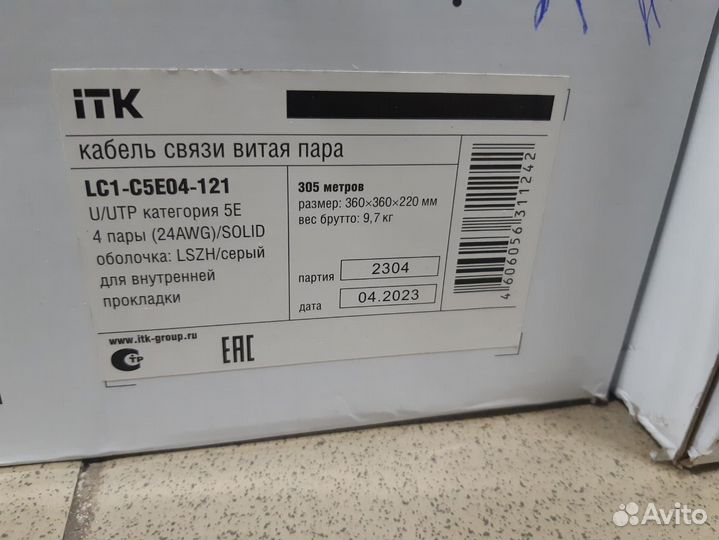 iTK
кабель связи витая пара
LC1-C5E04-121
U/UTP категория 5E
4 пары (24AWG)/SOLID
оболочка: LSZH/серый
для внутренней
прокладки
305 метров
размер: 360×360×220 мм
вес брутто: 9,7 кг
партия 2304
дата 04.2023
4606056311242
www.itk-group.ru
СТР
EAC
Avito